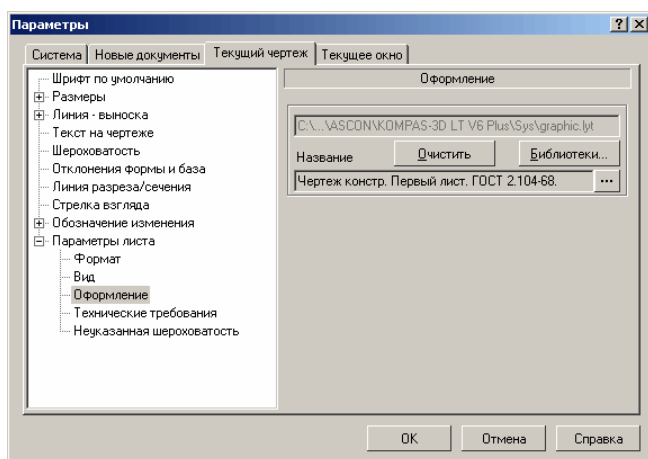 Параметры
Система Новые документы Текущий чертеж Текущее окно
Шрифт по умолчанию
Размеры
Линия - выноска
Текст на чертеже
Шероховатость
Отклонения формы и база
Линия разреза/сечения
Стрелка взгляда
Обозначение изменения
Параметры листа
Формат
Вид
Оформление
Технические требования
Неуказанная шероховатость
Оформление
C:\...\ASCON\KOMPAS-3D LT V6 Plus\Sys\graphic.lyt
Название Очистить Библиотеки...
Чертеж констр. Первый лист. ГОСТ 2.104-68. ...
OK Отмена Справка